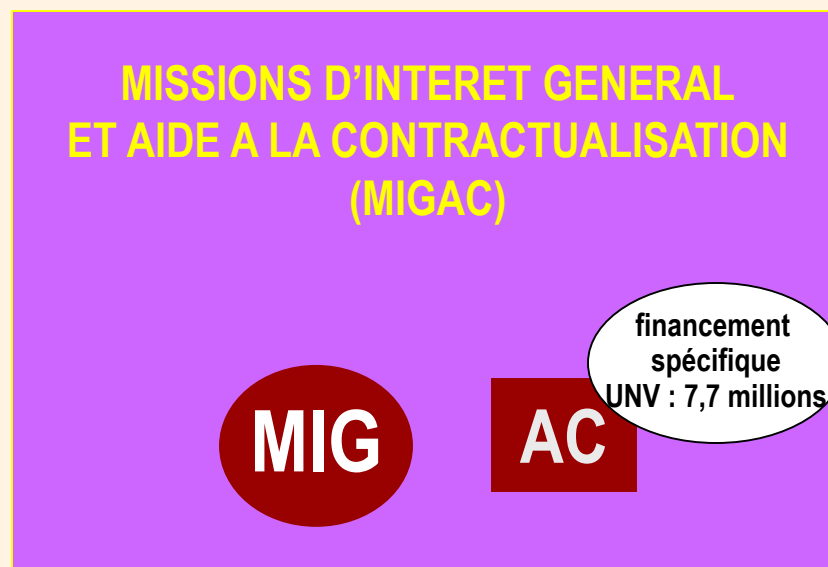 MISSIONS D’INTERET GENERAL
ET AIDE A LA CONTRACTUALISATION
(MIGAC)
financement
spécifique
UNV : 7,7 millions
MIG
AC